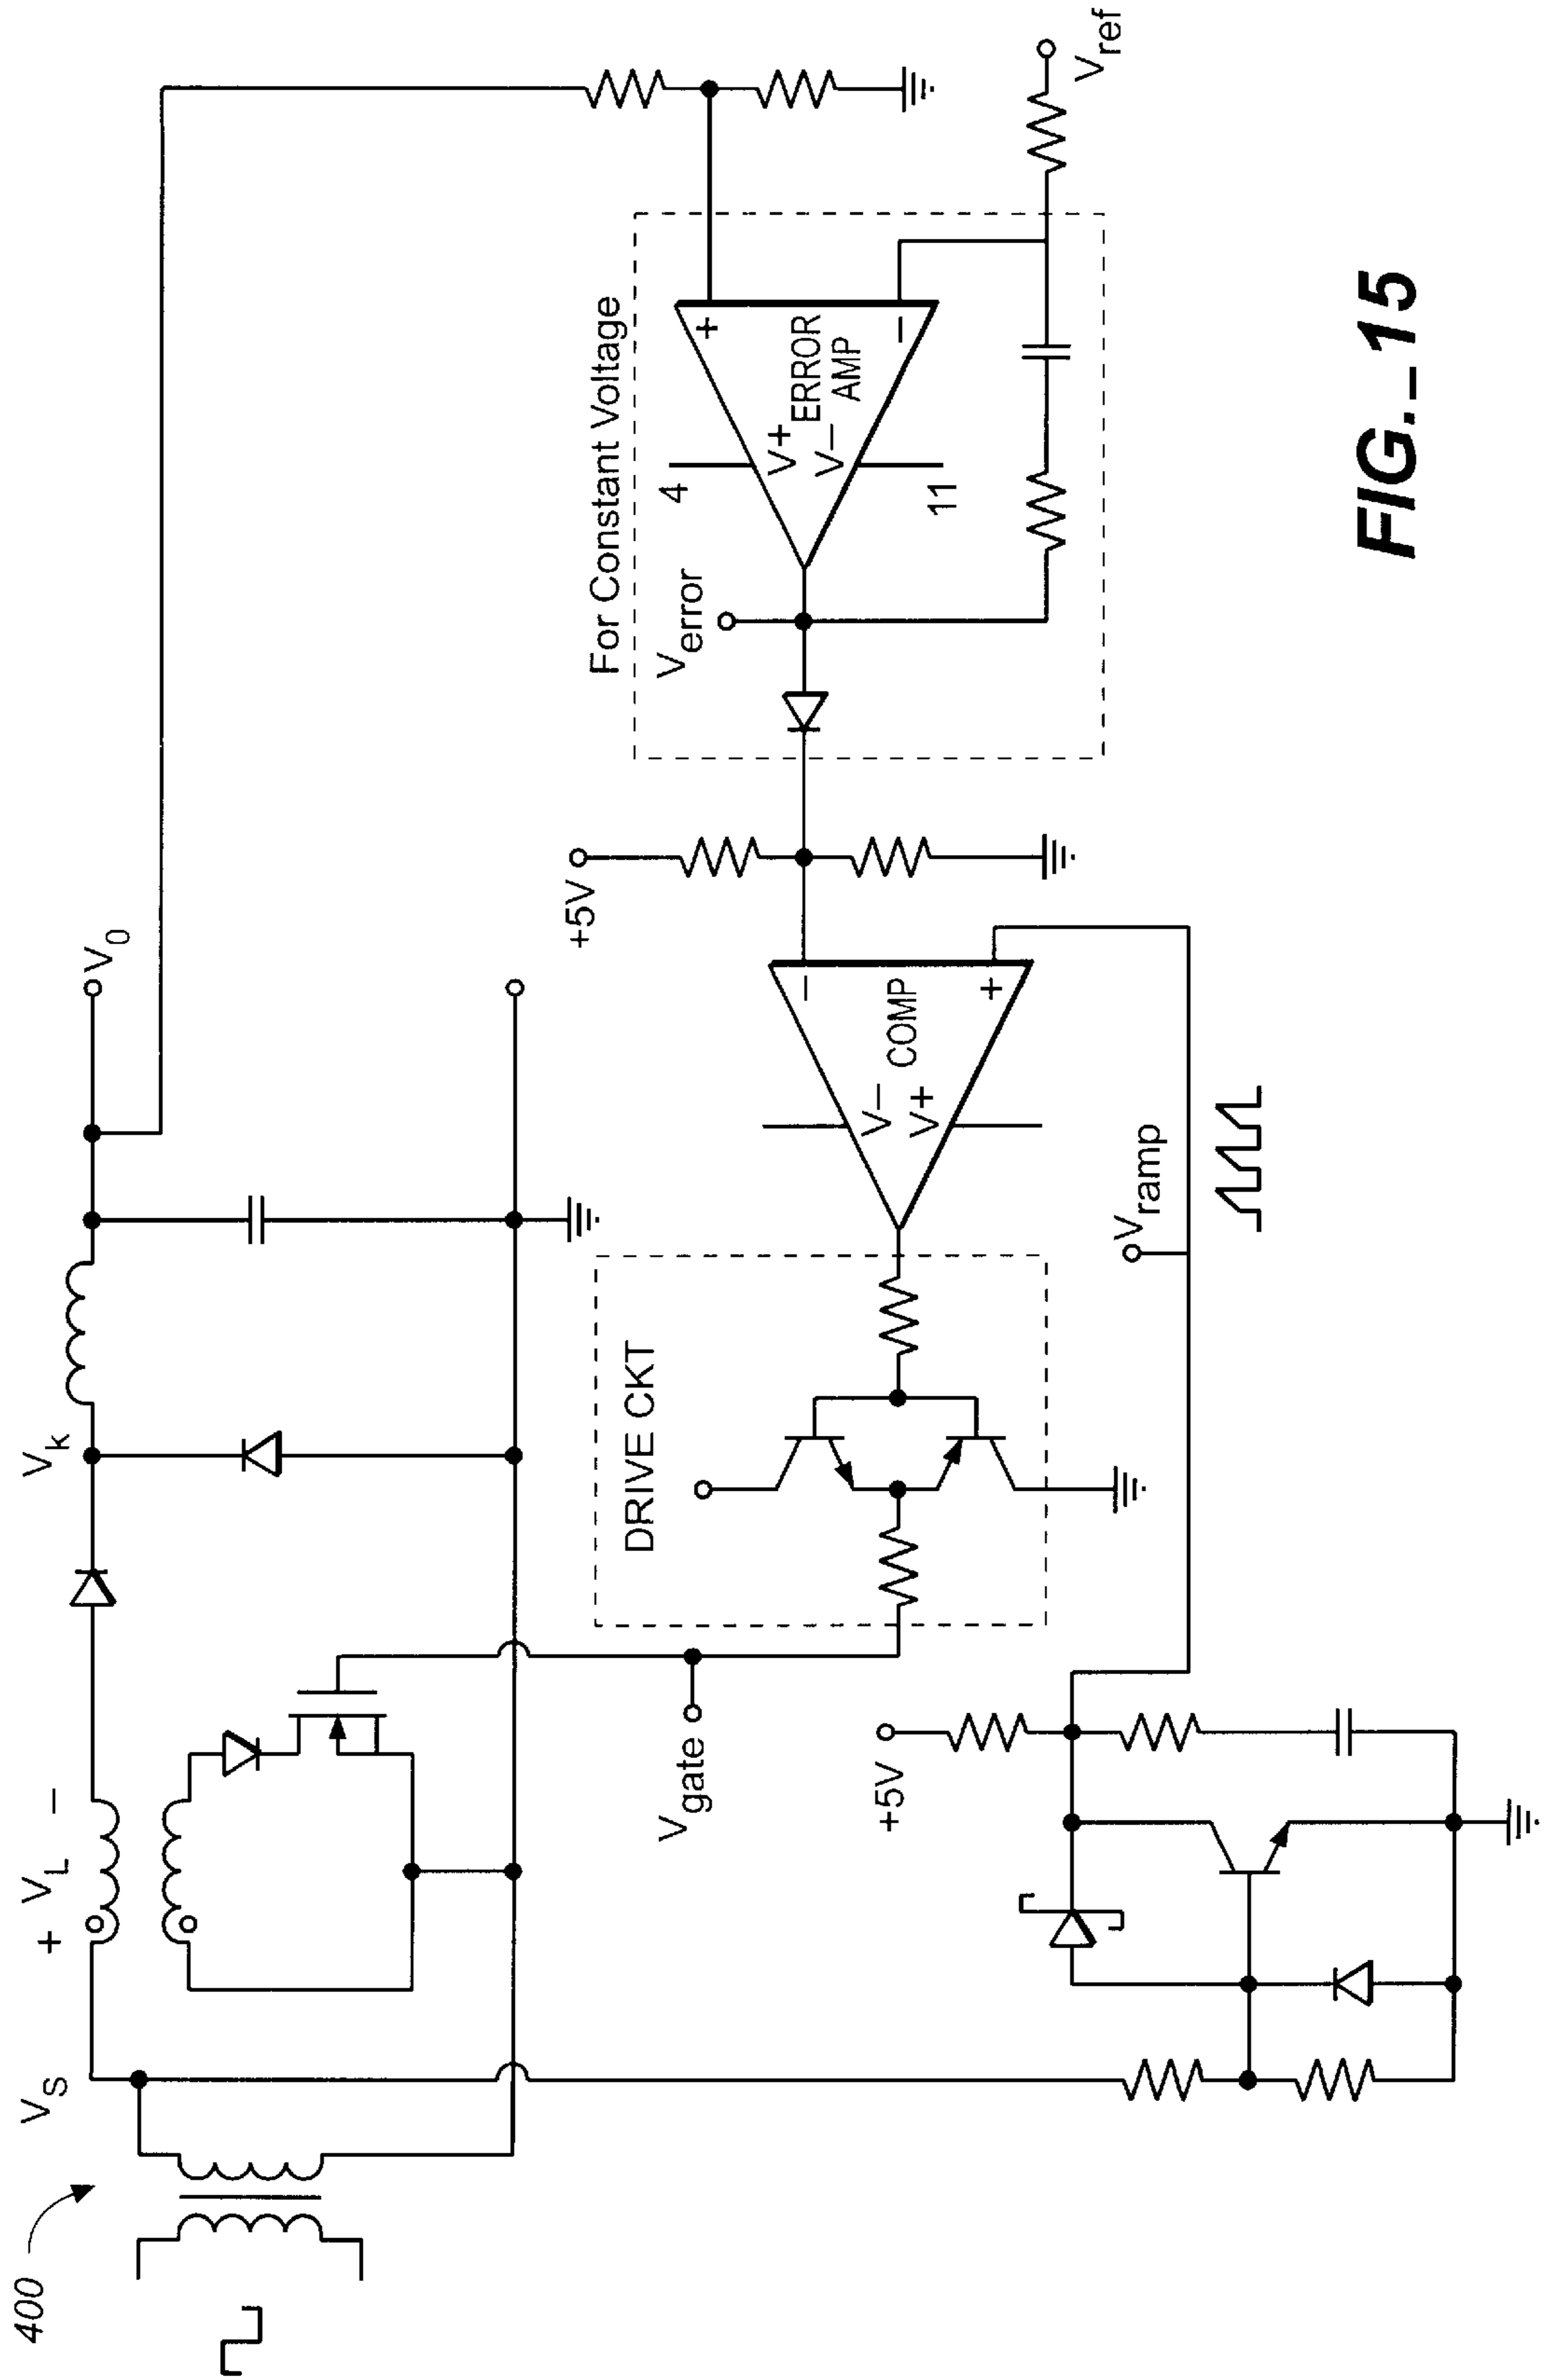 400
V_S
+ V_L –
V_k
V_0
V_gate
DRIVE CKT
+5V
+5V
V_ramp
–
COMP
+
V–
V+
For Constant Voltage
V_error
4
V+
V–
11
+
ERROR
AMP
–
V_ref
FIG._15